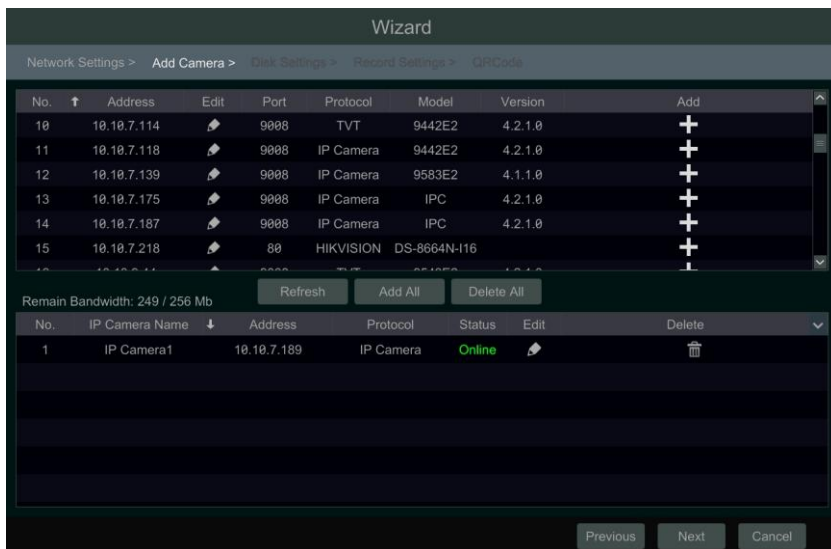 Wizard
Network Settings > Add Camera > Disk Settings > Record Settings > QRCode
No. ↑ Address Edit Port Protocol Model Version Add
10 10.10.7.114 9008 TVT 9442E2 4.2.1.0
11 10.10.7.118 9008 IP Camera 9442E2 4.2.1.0
12 10.10.7.139 9008 IP Camera 9583E2 4.1.1.0
13 10.10.7.175 9008 IP Camera IPC 4.2.1.0
14 10.10.7.187 9008 IP Camera IPC 4.2.1.0
15 10.10.7.218 80 HIKVISION DS-8664N-I16
Remain Bandwidth: 249 / 256 Mb Refresh Add All Delete All
No. IP Camera Name ↓ Address Protocol Status Edit Delete
1 IP Camera1 10.10.7.189 IP Camera Online
Previous Next Cancel